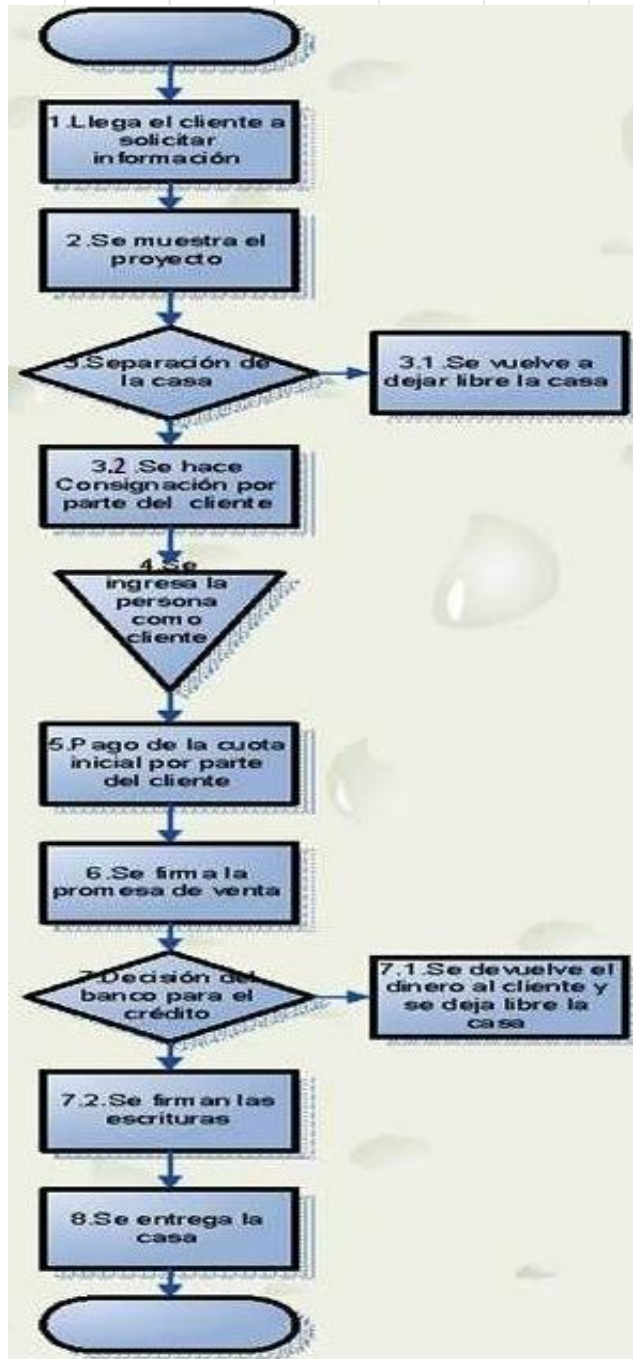 1.Llega el cliente a
solicitar
información
2.Se muestra el
proyecto
3.Separación de
la casa
3.1.Se vuelve a
dejar libre la casa
3.2.Se hace
Consignación por
parte del cliente
4.Se
ingresa la
persona
como
cliente
5.Pago de la cuota
inicial por parte
del cliente
6.Se firma la
promesa de venta
7.Decisión del
banco para el
crédito
7.1.Se devuelve el
dinero al cliente y
se deja libre la
casa
7.2.Se firman las
escrituras
8.Se entrega la
casa